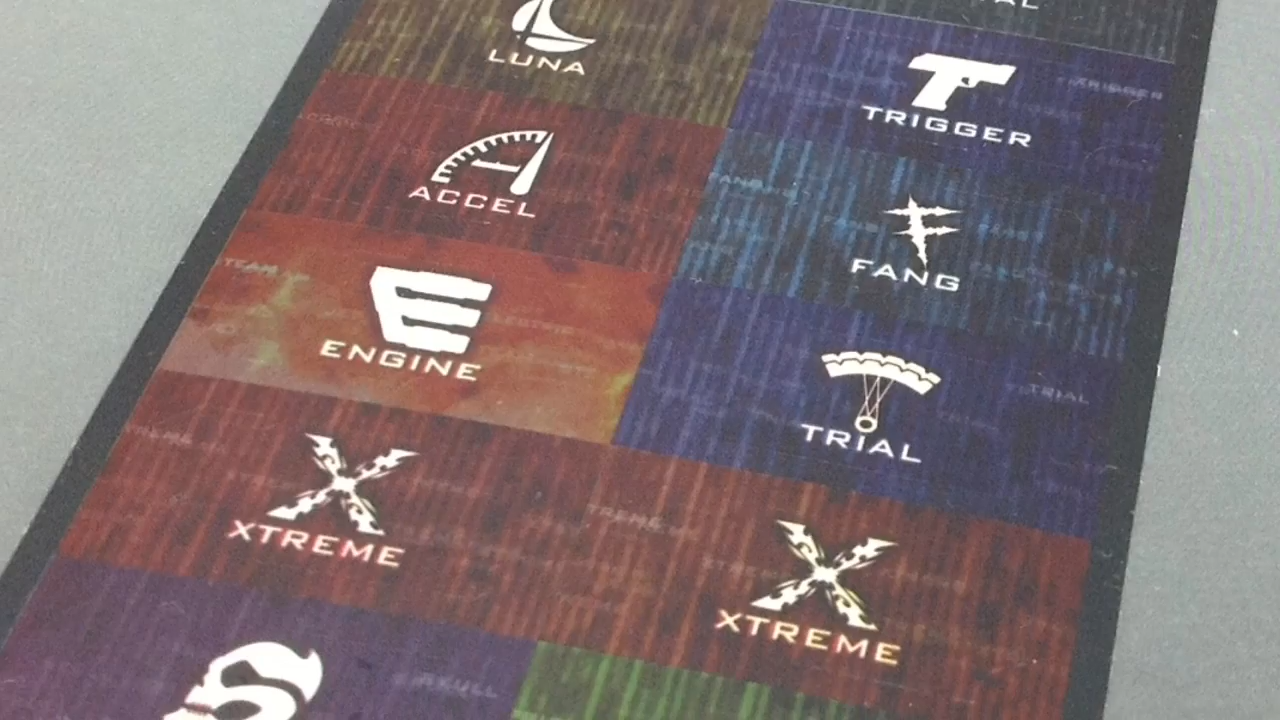 LUNA
TRIGGER
ACCEL
FANG
ENGINE
TRIAL
XTREME
XTREME